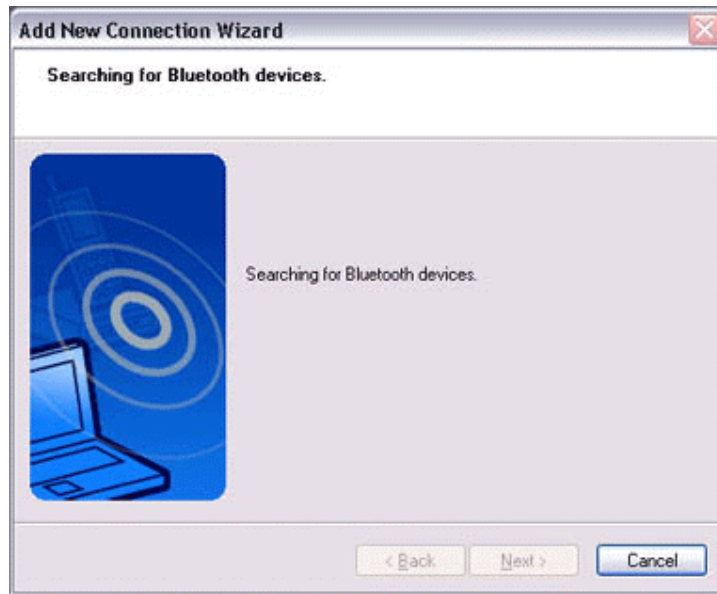 Add New Connection Wizard
Searching for Bluetooth devices.
Searching for Bluetooth devices.
< Back
Next >
Cancel